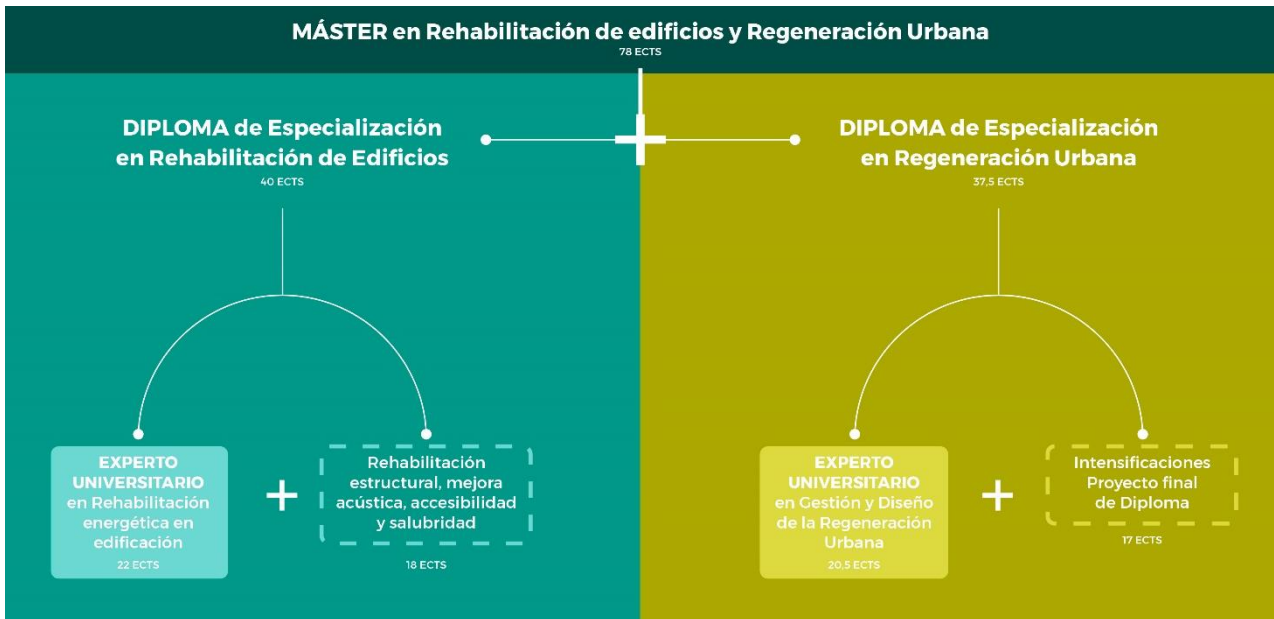 MÁSTER en Rehabilitación de edificios y Regeneración Urbana
78 ECTS
DIPLOMA de Especialización
en Rehabilitación de Edificios
40 ECTS
DIPLOMA de Especialización
en Regeneración Urbana
37,5 ECTS
EXPERTO
UNIVERSITARIO
en Rehabilitación
energética en
edificación
22 ECTS
+
Rehabilitación
estructural, mejora
acústica, accesibilidad
y salubridad
18 ECTS
EXPERTO
UNIVERSITARIO
en Gestión y Diseño
de la Regeneración
Urbana
20,5 ECTS
+
Intensificaciones
Proyecto final
de Diploma
17 ECTS